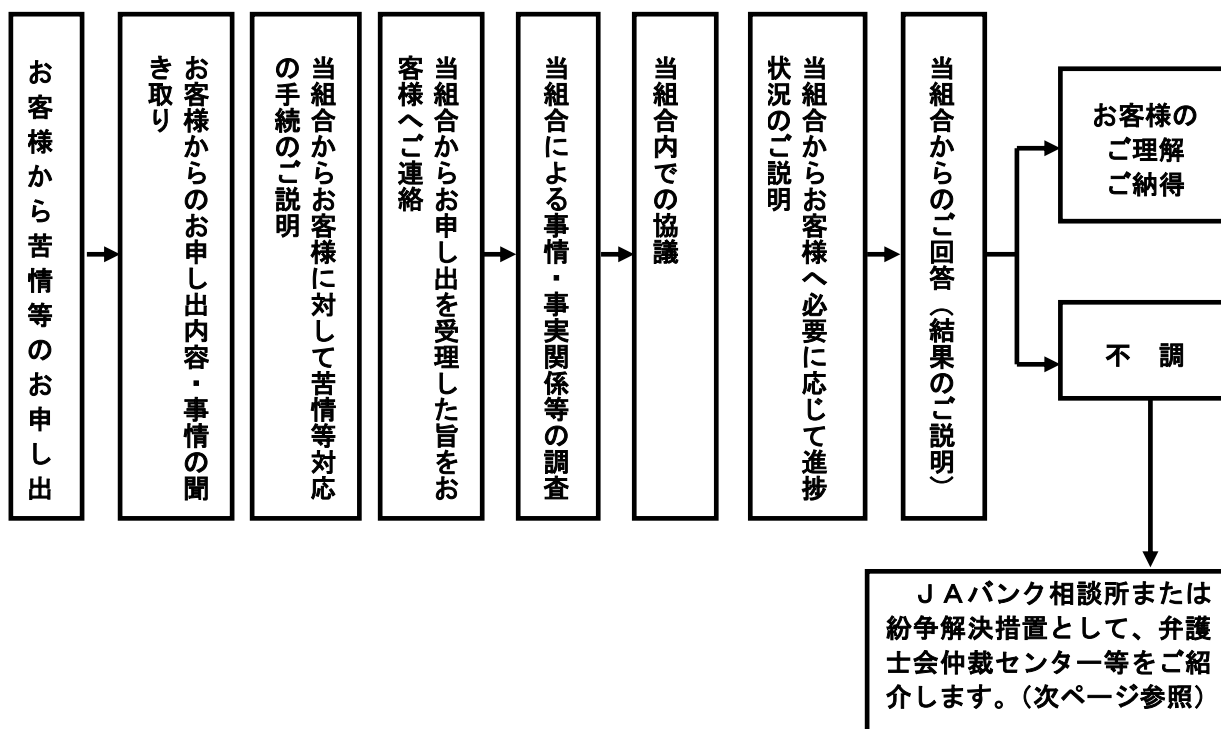 お客様から苦情等のお申し出
お客様からのお申し出内容・事情の聞
き取り
当組合からお客様に対して苦情等対応
の手続のご説明
当組合からお申し出を受理した旨をお
客様へご連絡
当組合による事情・事実関係等の調査
当組合内での協議
当組合からお客様へ必要に応じて進捗
状況のご説明
当組合からのご回答（結果のご説明）
お客様の
ご理解
ご納得
不　調
ＪＡバンク相談所または
紛争解決措置として、弁護
士会仲裁センター等をご紹
介します。（次ページ参照）